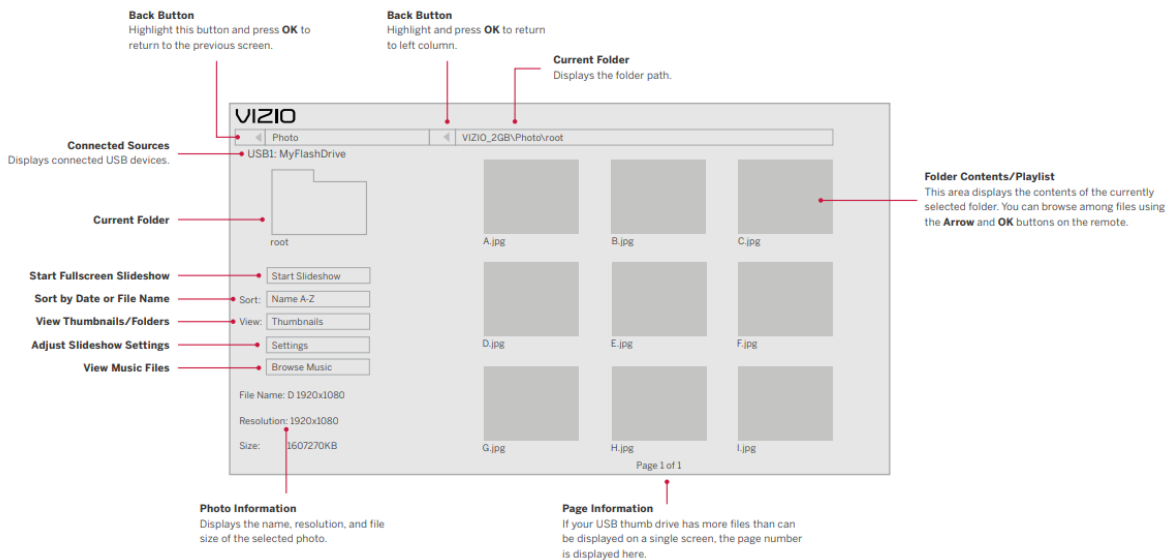 Back Button
Highlight this button and press OK to
return to the previous screen.
Back Button
Highlight and press OK to return
to left column.
Current Folder
Displays the folder path.
VIZIO
Photo
VIZIO_2GB\Photo\root
Connected Sources
Displays connected USB devices.
USB1: MyFlashDrive
Current Folder
root
A.jpg
B.jpg
C.jpg
Folder Contents/Playlist
This area displays the contents of the currently
selected folder. You can browse among files using
the Arrow and OK buttons on the remote.
Start Fullscreen Slideshow
Start Slideshow
Sort by Date or File Name
Sort:
Name A-Z
View Thumbnails/Folders
View:
Thumbnails
Adjust Slideshow Settings
Settings
View Music Files
Browse Music
D.jpg
E.jpg
F.jpg
File Name: D 1920x1080
Resolution: 1920x1080
Size: 1607270KB
G.jpg
H.jpg
I.jpg
Page 1 of 1
Photo Information
Displays the name, resolution, and file
size of the selected photo.
Page Information
If your USB thumb drive has more files than can
be displayed on a single screen, the page number
is displayed here.